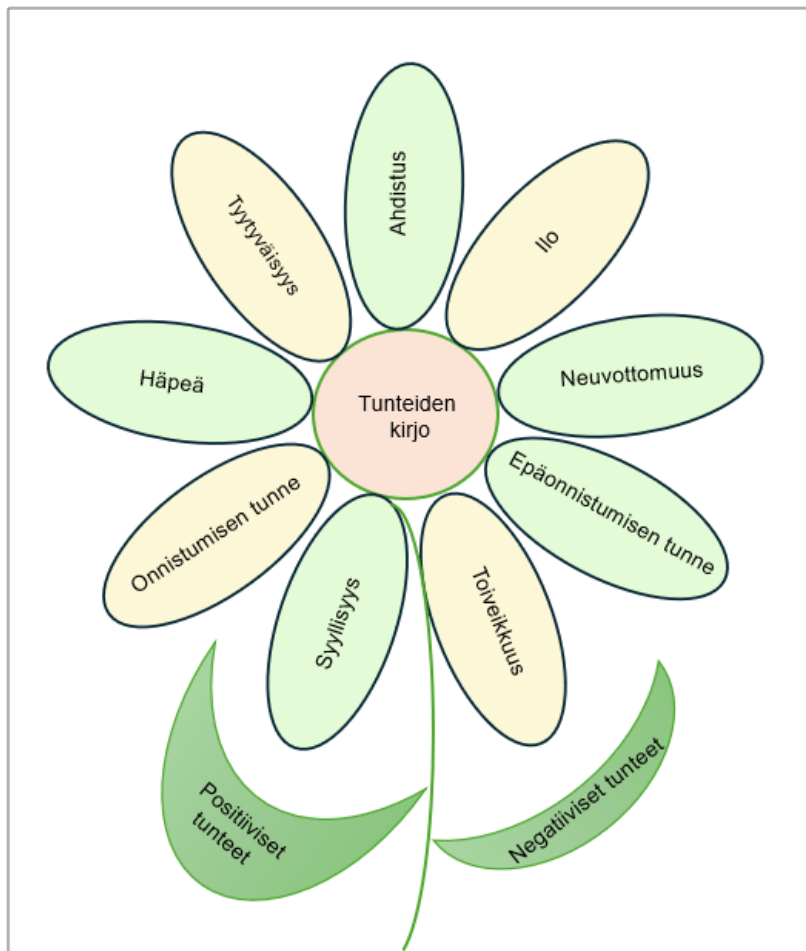 Ahdistus
Ilo
Tyytyväisyys
Neuvottomuus
Häpeä
Tunteiden
kirjo
Epäonnistumisen tunne
Onnistumisen tunne
Syyllisyys
Toiveikkuus
Positiiviset
tunteet
Negatiiviset tunteet